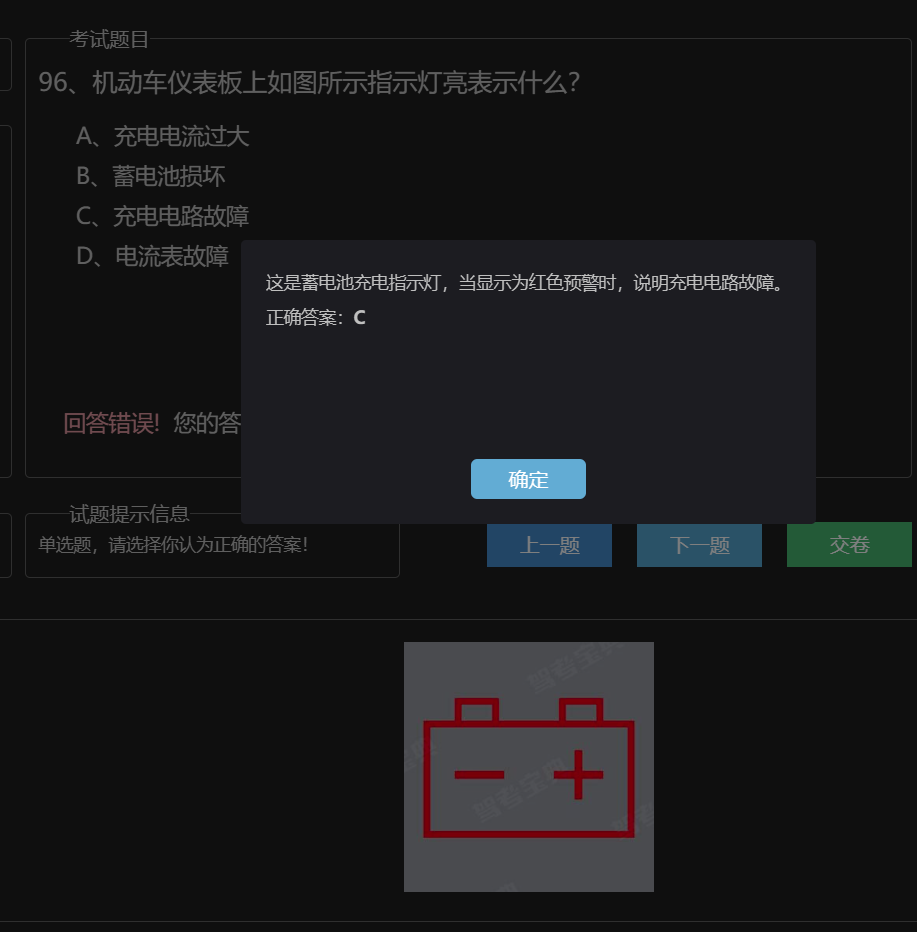 考试题目
96、机动车仪表板上如图所示指示灯亮表示什么?
A、充电电流过大
B、蓄电池损坏
C、充电电路故障
D、电流表故障
这是蓄电池充电指示灯，当显示为红色预警时，说明充电电路故障。
正确答案：C
回答错误! 您的答
确定
试题提示信息
单选题，请选择你认为正确的答案!
上一题
下一题
交卷
智考宝典